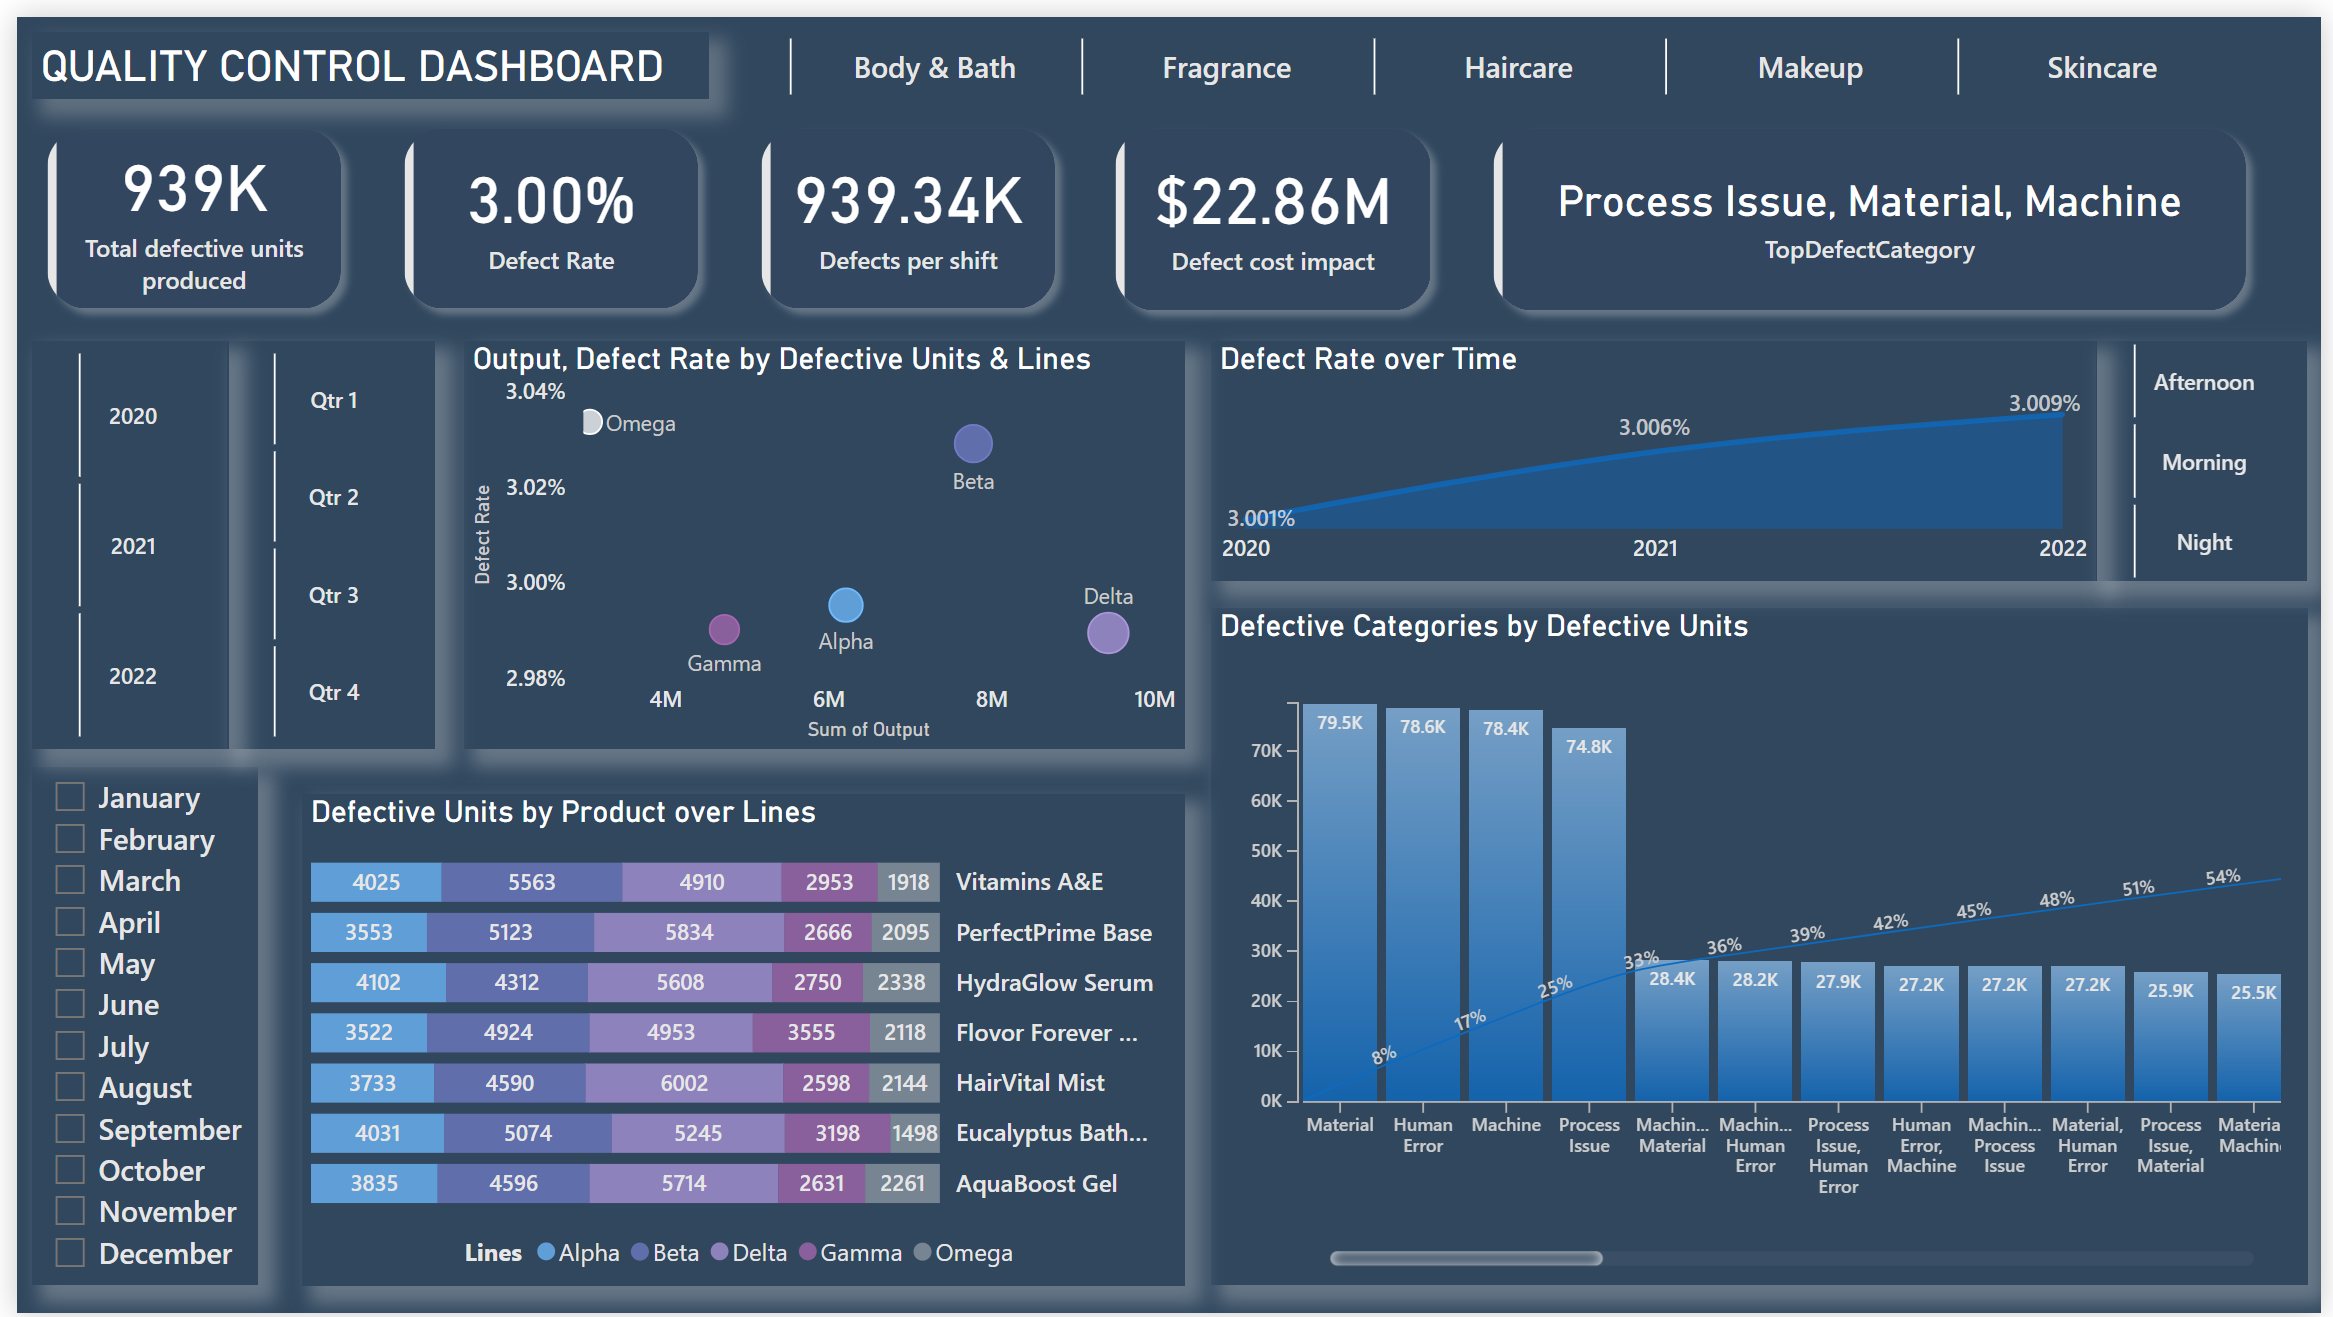 QUALITY CONTROL DASHBOARD
Body & Bath
Fragrance
Haircare
Makeup
Skincare
939K
Total defective units
produced
3.00%
Defect Rate
939.34K
Defects per shift
$22.86M
Defect cost impact
Process Issue, Material, Machine
TopDefectCategory
2020
2021
2022
Qtr 1
Qtr 2
Qtr 3
Qtr 4
Output, Defect Rate by Defective Units & Lines
Defect Rate
3.04%
3.02%
3.00%
2.98%
Omega
Beta
Delta
Alpha
Gamma
4M 6M 8M 10M
Sum of Output
Defect Rate over Time
3.001%
3.006%
3.009%
2020 2021 2022
Afternoon
Morning
Night
January
February
March
April
May
June
July
August
September
October
November
December
Defective Units by Product over Lines
4025 5563 4910 2953 1918 Vitamins A&E
3553 5123 5834 2666 2095 PerfectPrime Base
4102 4312 5608 2750 2338 HydraGlow Serum
3522 4924 4953 3555 2118 Flovor Forever ...
3733 4590 6002 2598 2144 HairVital Mist
4031 5074 5245 3198 1498 Eucalyptus Bath...
3835 4596 5714 2631 2261 AquaBoost Gel
Lines Alpha Beta Delta Gamma Omega
Defective Categories by Defective Units
70K
60K
50K
40K
30K
20K
10K
0K
79.5K 78.6K 78.4K 74.8K 28.4K 28.2K 27.9K 27.2K 27.2K 27.2K 25.9K 25.5K
8% 17% 25% 33% 36% 39% 42% 45% 48% 51% 54%
Material
Human
Error
Machine
Process
Issue
Machin...
Material
Machin...
Human
Error
Process
Issue,
Human
Error
Human
Error,
Machine
Machin...
Process
Issue
Material,
Human
Error
Process
Issue,
Material
Materia
Machin